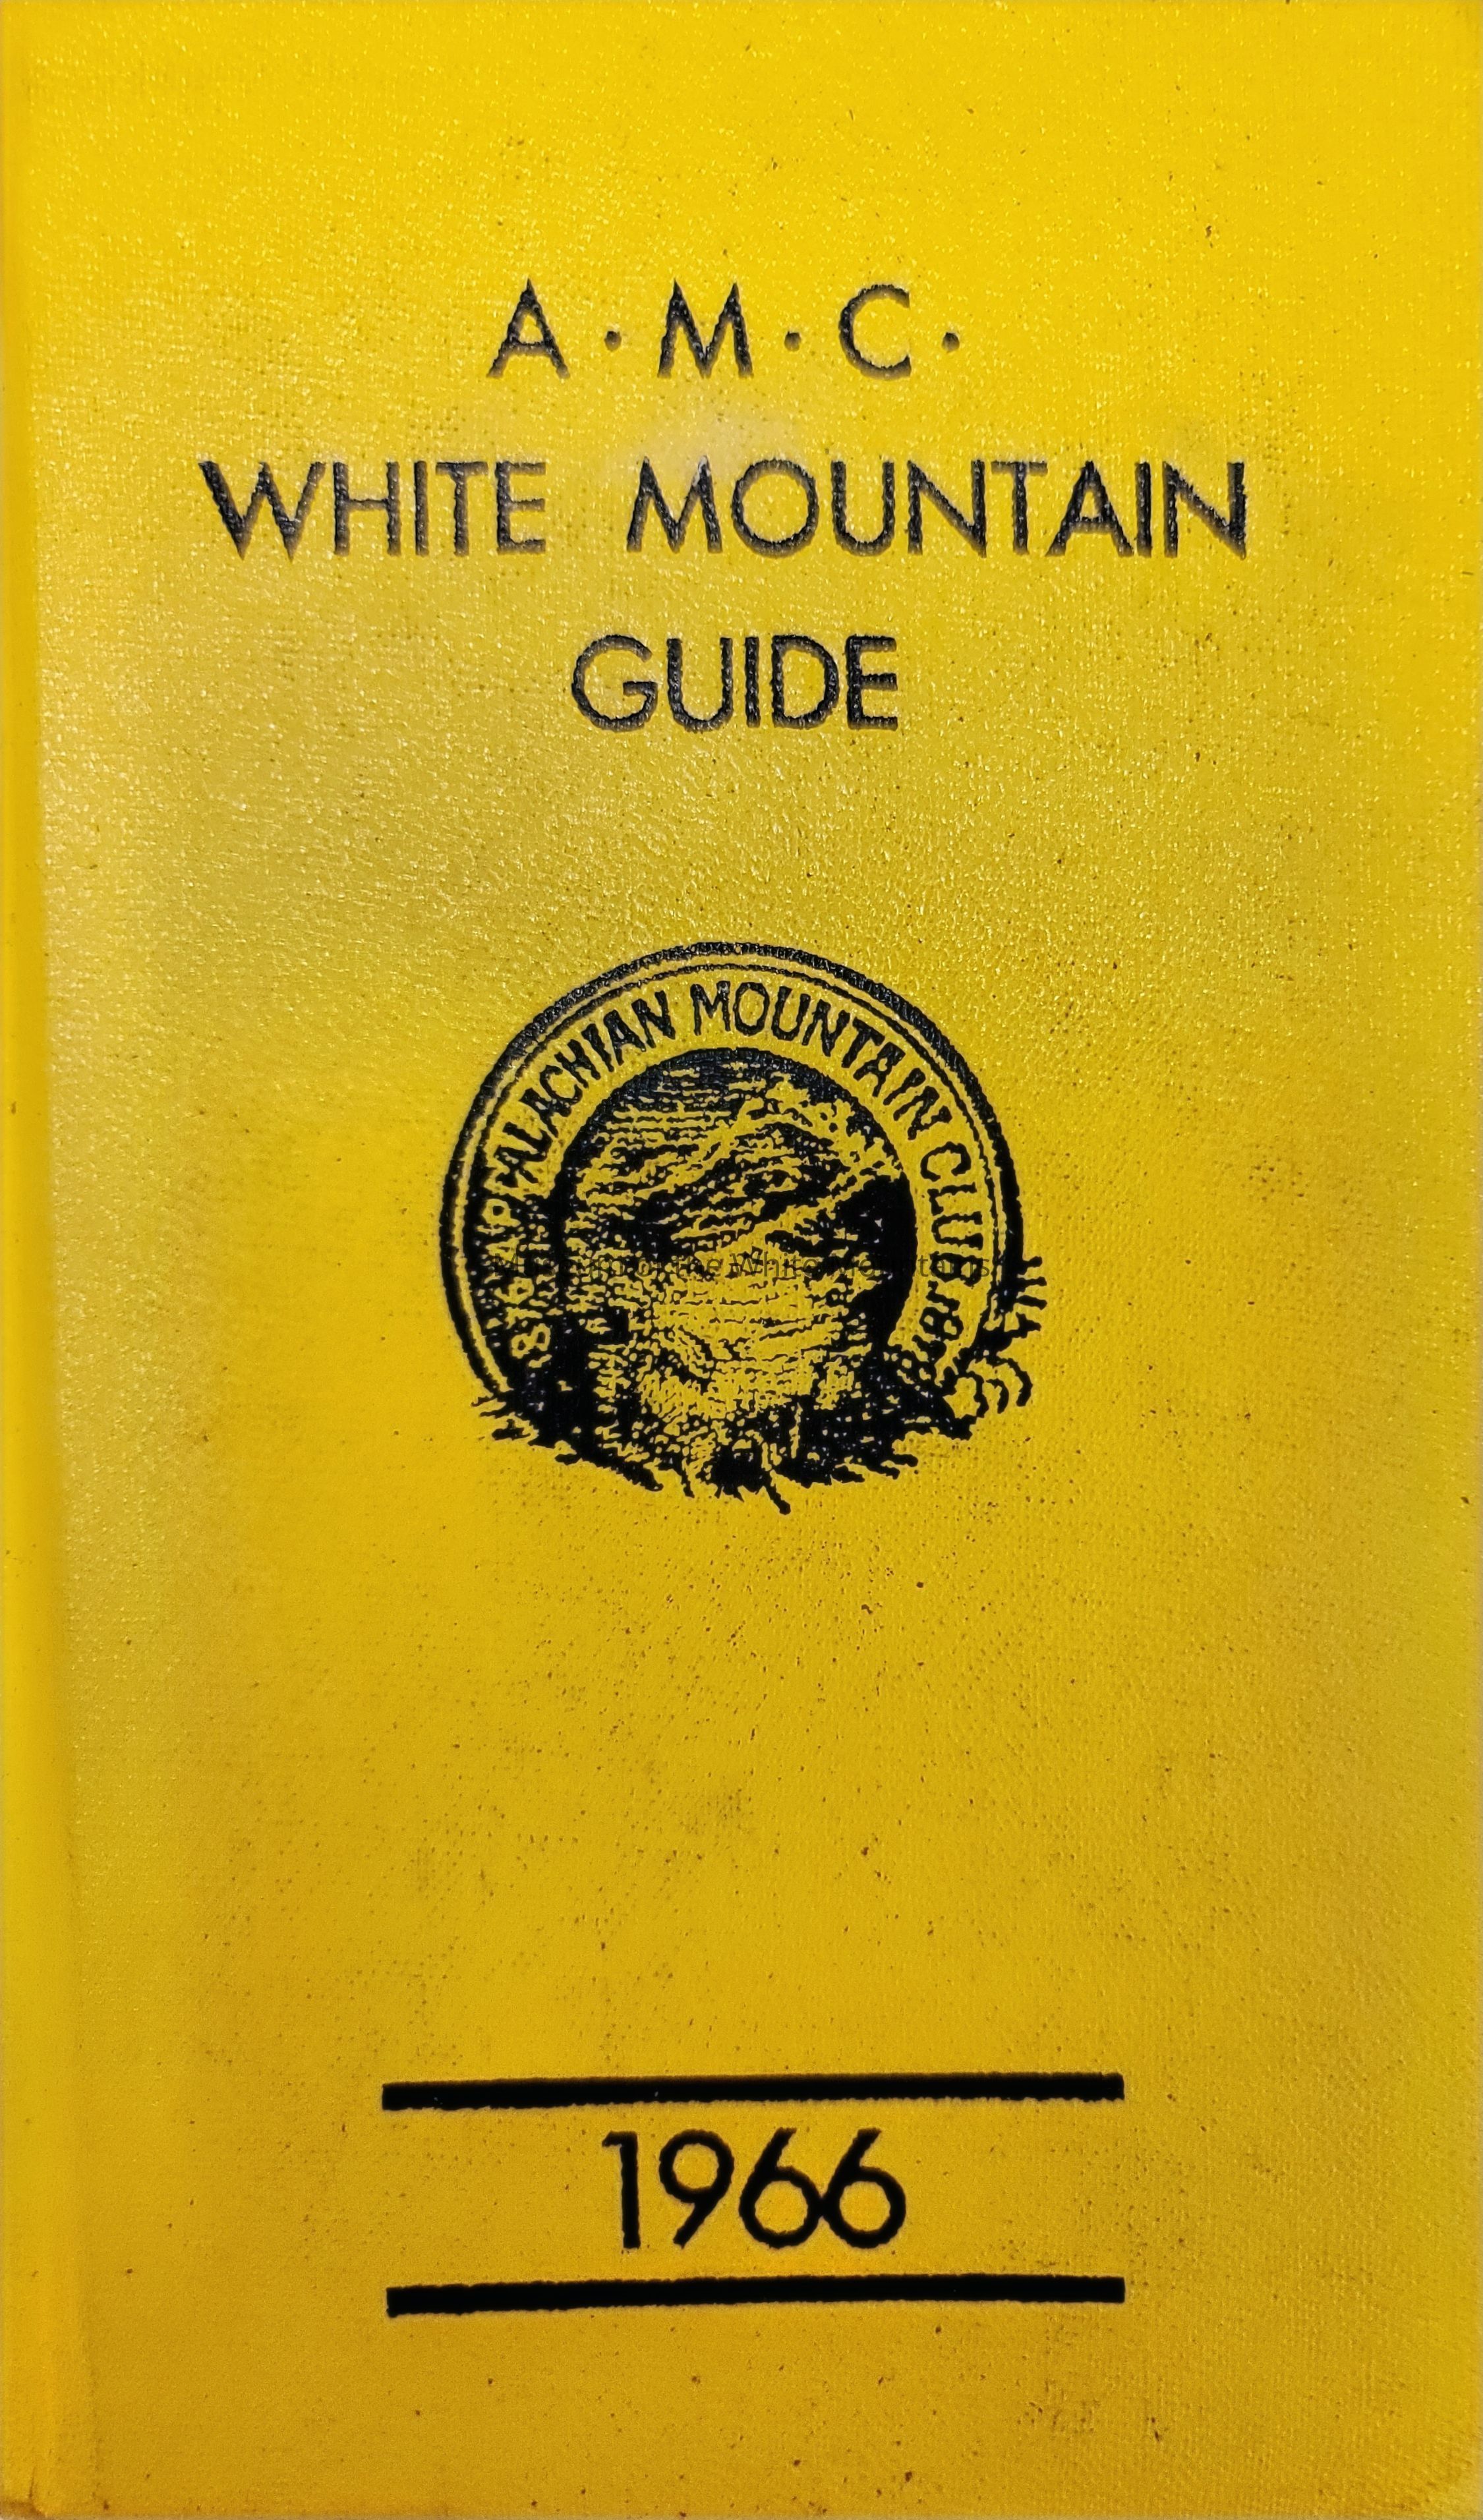 A·M·C·
WHITE MOUNTAIN
GUIDE
APPALACHIAN MOUNTAIN CLUB
1966